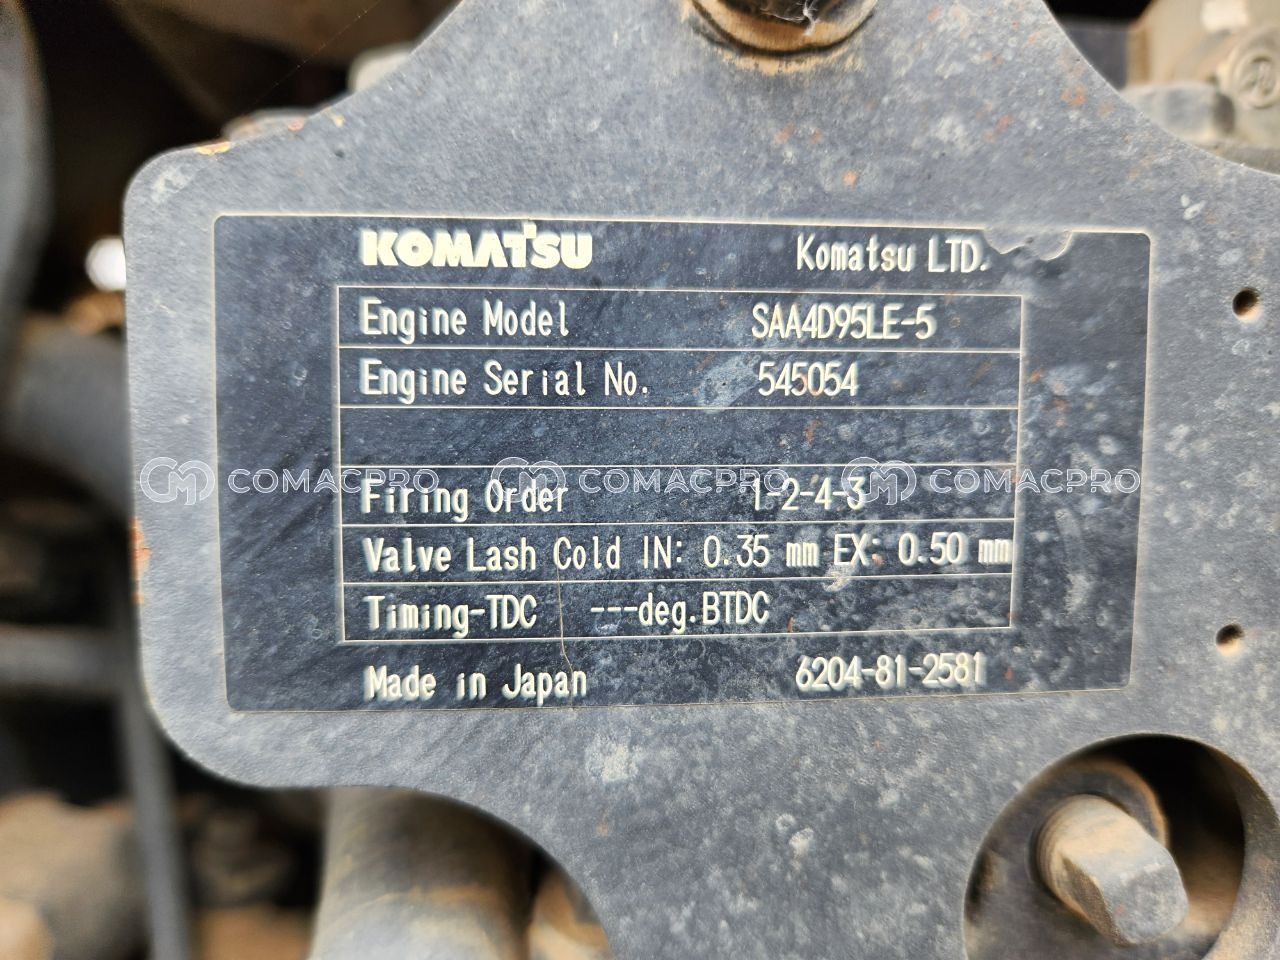 KOMATSU Komatsu LTD.
Engine Model SAA4D95LE-5
Engine Serial No. 545054
COMACPRO COMACPRO COMACPRO
Firing Order 1-2-4-3
Valve Lash Cold IN: 0.35 mm EX: 0.50 mm
Timing-TDC ---deg.BTDC
Made in Japan 6204-81-2581